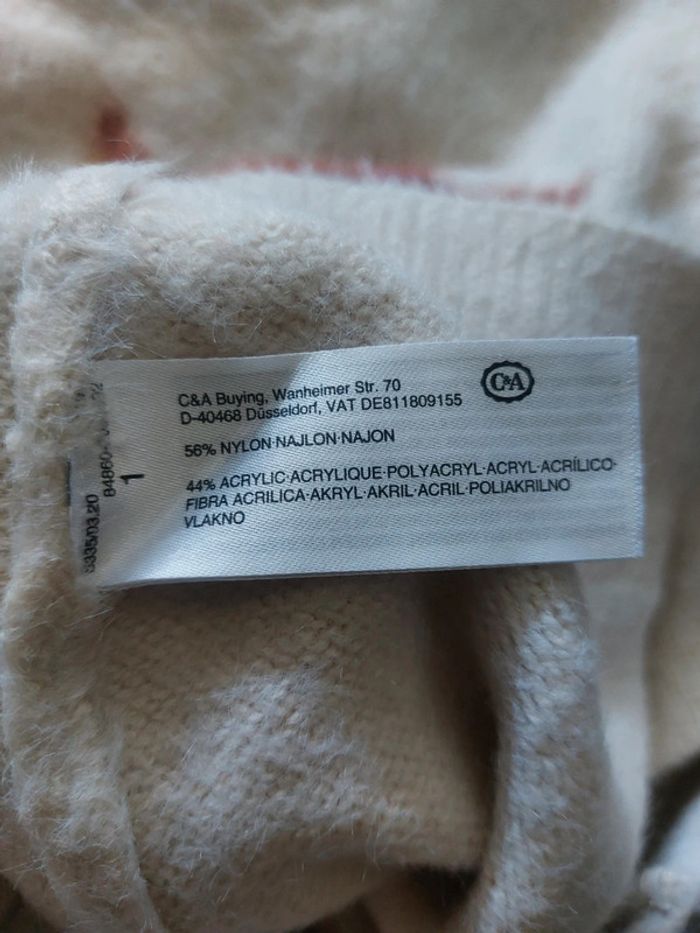 C&A Buying, Wanheimer Str. 70
D-40468 Düsseldorf, VAT DE811809155
C&A
56% NYLON·NAJLON·NAJON
44% ACRYLIC·ACRYLIQUE·POLYACRYL·ACRYL·ACRÍLICO·
FIBRA ACRILICA·AKRYL·AKRIL·ACRIL·POLIAKRILNO
VLAKNO
1